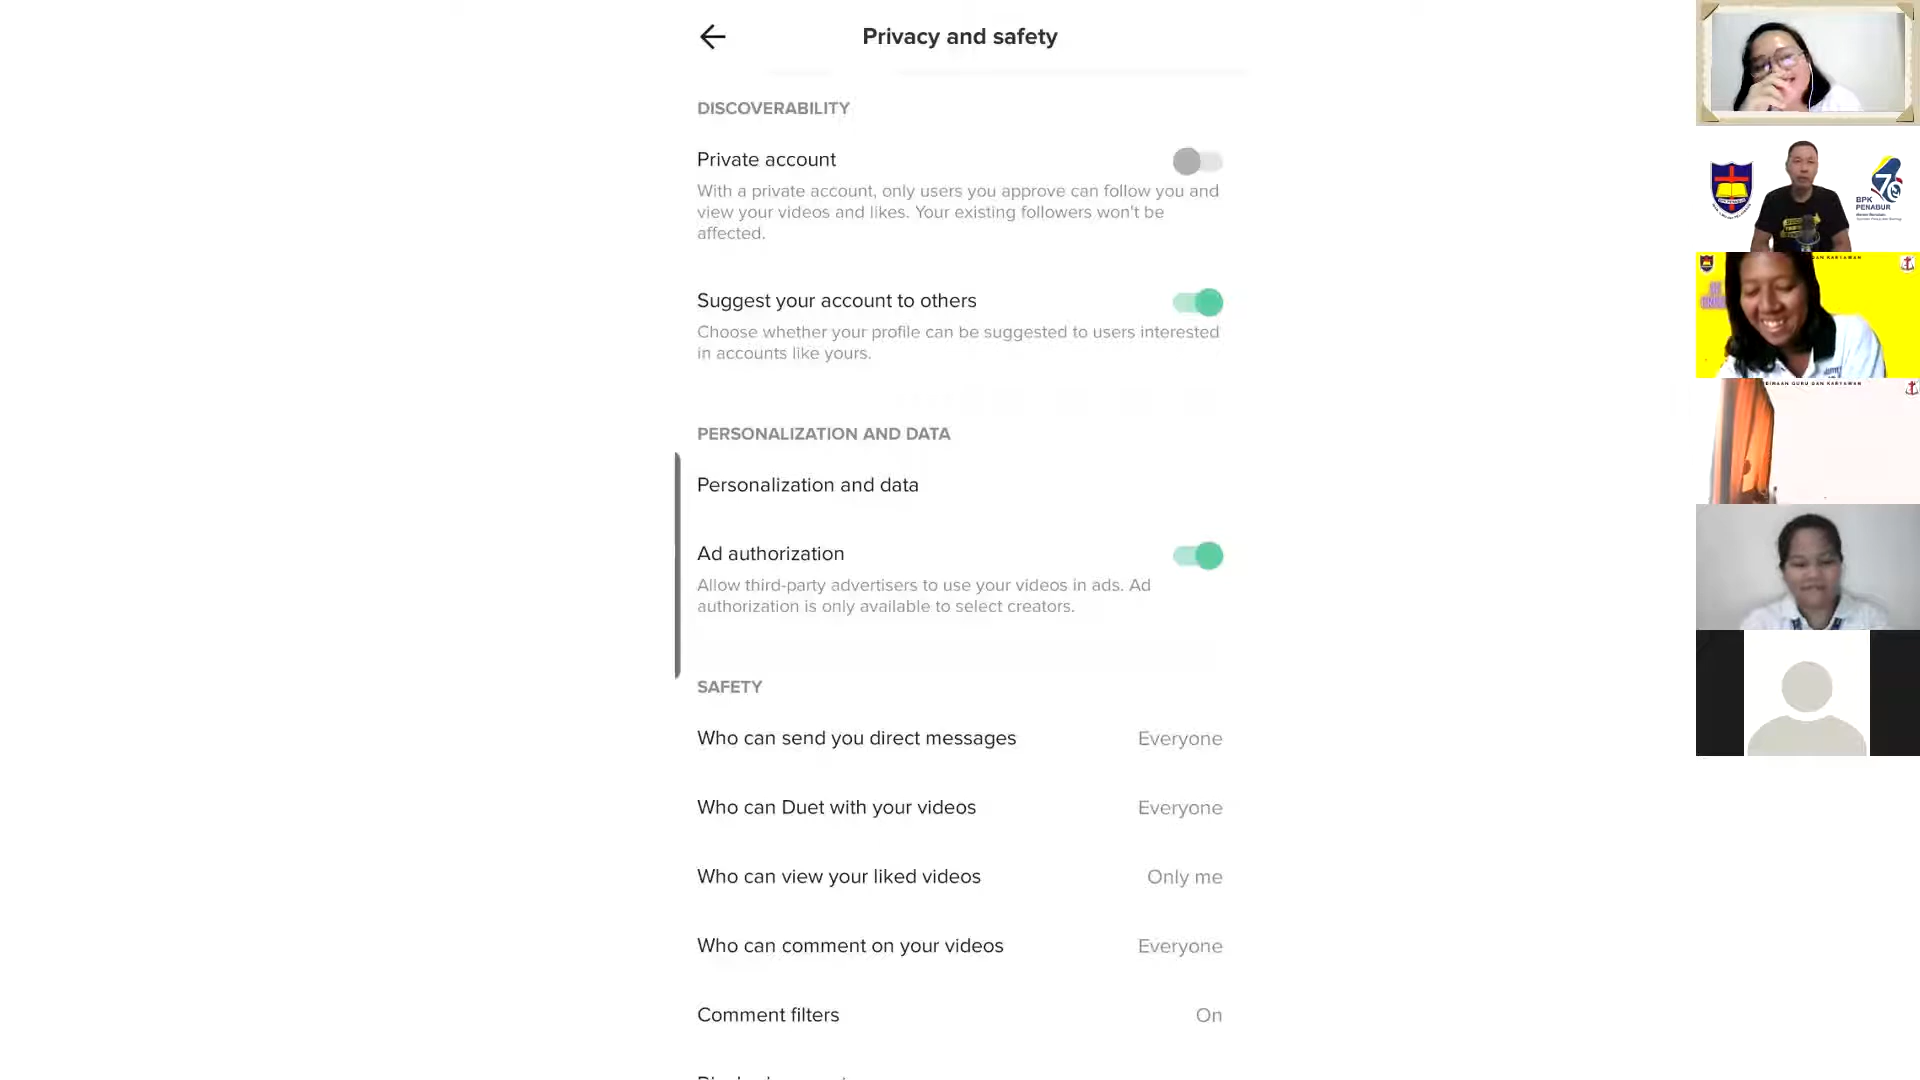 Privacy and safety
DISCOVERABILITY
Private account
With a private account, only users you approve can follow you and
view your videos and likes. Your existing followers won't be
affected.
Suggest your account to others
Choose whether your profile can be suggested to users interested
in accounts like yours.
PERSONALIZATION AND DATA
Personalization and data
Ad authorization
Allow third-party advertisers to use your videos in ads. Ad
authorization is only available to select creators.
SAFETY
Who can send you direct messages
Everyone
Who can Duet with your videos
Everyone
Who can view your liked videos
Only me
Who can comment on your videos
Everyone
Comment filters
On
BPK
PENABUR
DAN KARYAWAN
GURU DAN KARYAWAN